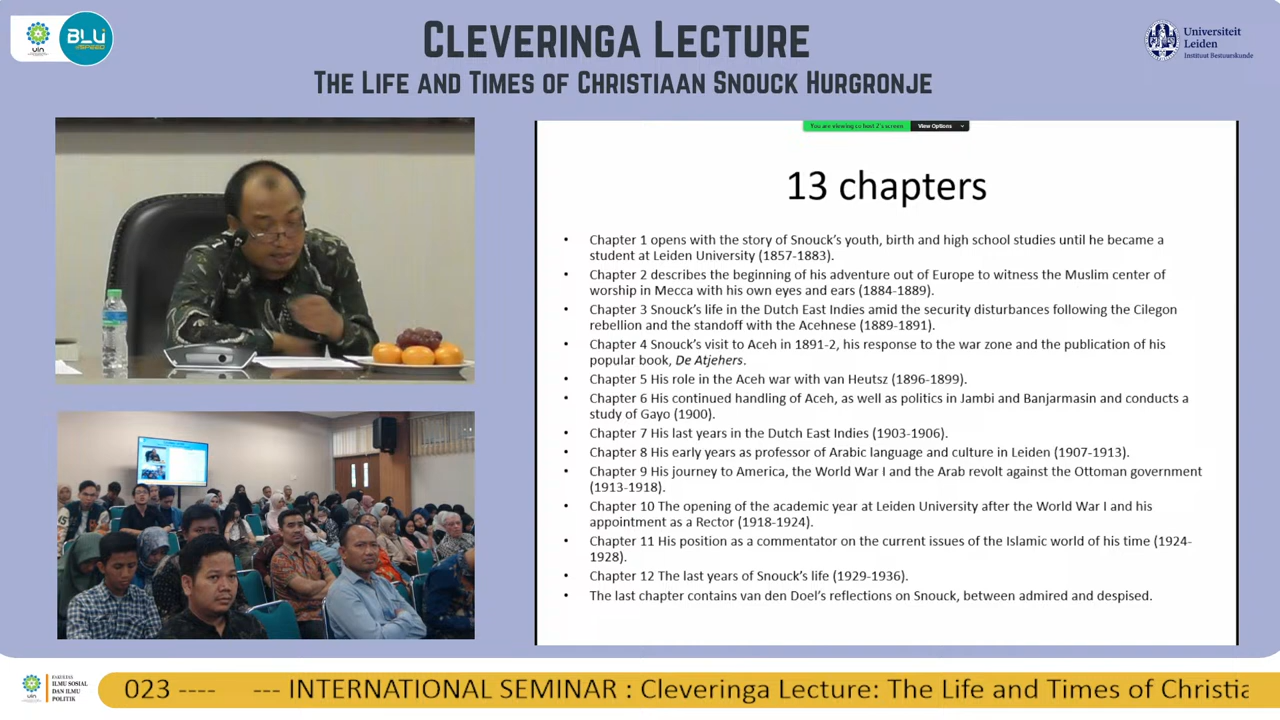 uin
BLU
SPEED
CLEVERINGA LECTURE
THE LIFE AND TIMES OF CHRISTIAAN SNOUCK HURGRONJE
Universiteit
Leiden
Instituut Bestuurskunde
You are viewing co host 2's screen View Options
13 chapters
• Chapter 1 opens with the story of Snouck's youth, birth and high school studies until he became a
student at Leiden University (1857-1883).
• Chapter 2 describes the beginning of his adventure out of Europe to witness the Muslim center of
worship in Mecca with his own eyes and ears (1884-1889).
• Chapter 3 Snouck's life in the Dutch East Indies amid the security disturbances following the Cilegon
rebellion and the standoff with the Acehnese (1889-1891).
• Chapter 4 Snouck's visit to Aceh in 1891-2, his response to the war zone and the publication of his
popular book, De Atjehers.
• Chapter 5 His role in the Aceh war with van Heutsz (1896-1899).
• Chapter 6 His continued handling of Aceh, as well as politics in Jambi and Banjarmasin and conducts a
study of Gayo (1900).
• Chapter 7 His last years in the Dutch East Indies (1903-1906).
• Chapter 8 His early years as professor of Arabic language and culture in Leiden (1907-1913).
• Chapter 9 His journey to America, the World War I and the Arab revolt against the Ottoman government
(1913-1918).
• Chapter 10 The opening of the academic year at Leiden University after the World War I and his
appointment as a Rector (1918-1924).
• Chapter 11 His position as a commentator on the current issues of the Islamic world of his time (1924-
1928).
• Chapter 12 The last years of Snouck's life (1929-1936).
• The last chapter contains van den Doel's reflections on Snouck, between admired and despised.
uin
FAKULTAS
ILMU SOSIAL
DAN ILMU
POLITIK
023 ---- --- INTERNATIONAL SEMINAR : Cleveringa Lecture: The Life and Times of Christia